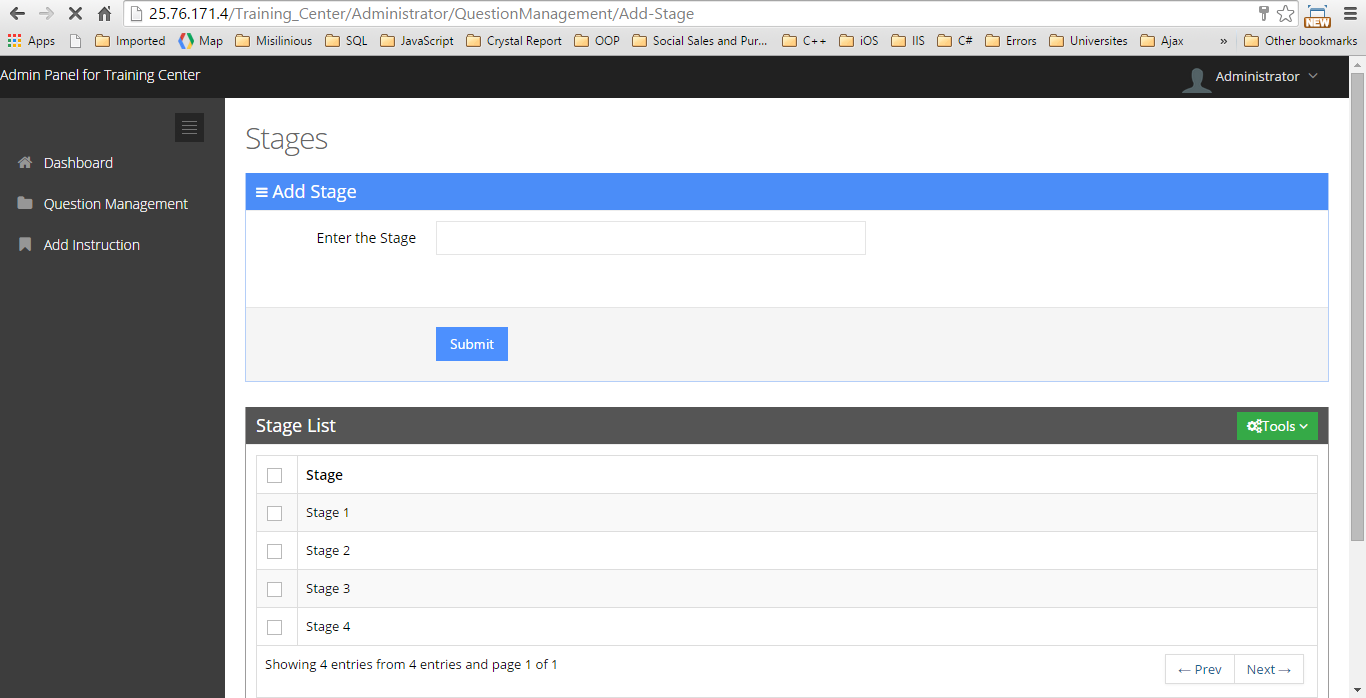 25.76.171.4/Training_Center/Administrator/QuestionManagement/Add-Stage
NEW
Apps Imported Map Misilinious SQL JavaScript Crystal Report OOP Social Sales and Pur... C++ iOS IIS C# Errors Universites Ajax » Other bookmarks
Admin Panel for Training Center
Administrator
Dashboard
Question Management
Add Instruction
Stages
Add Stage
Enter the Stage
Submit
Stage List
Tools
Stage
Stage 1
Stage 2
Stage 3
Stage 4
Showing 4 entries from 4 entries and page 1 of 1
← Prev Next →